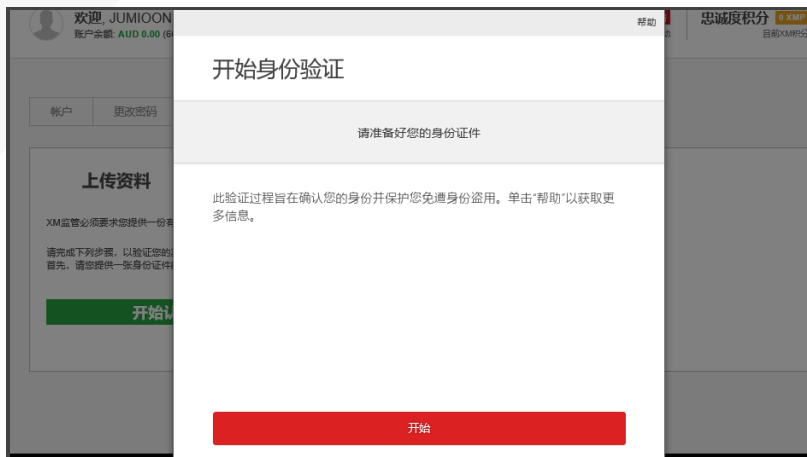 欢迎, JUMIOON
账户余额: AUD 0.00
帮助
忠诚度积分 0 XMP
目前XM积分
开始身份验证
帐户 更改密码
请准备好您的身份证件
上传资料
此验证过程旨在确认您的身份并保护您免遭身份盗用。单击“帮助”以获取更
多信息。
XM监管必须要求您提供一份有
请完成下列步骤，以验证您的
首先，请您提供一张身份证件
开始认
开始